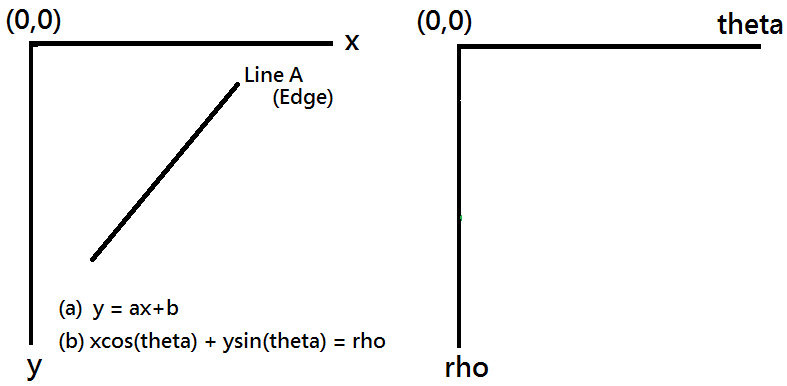 (0,0)
x
Line A
(Edge)
(a) y = ax+b
(b) xcos(theta) + ysin(theta) = rho
y
(0,0)
theta
rho